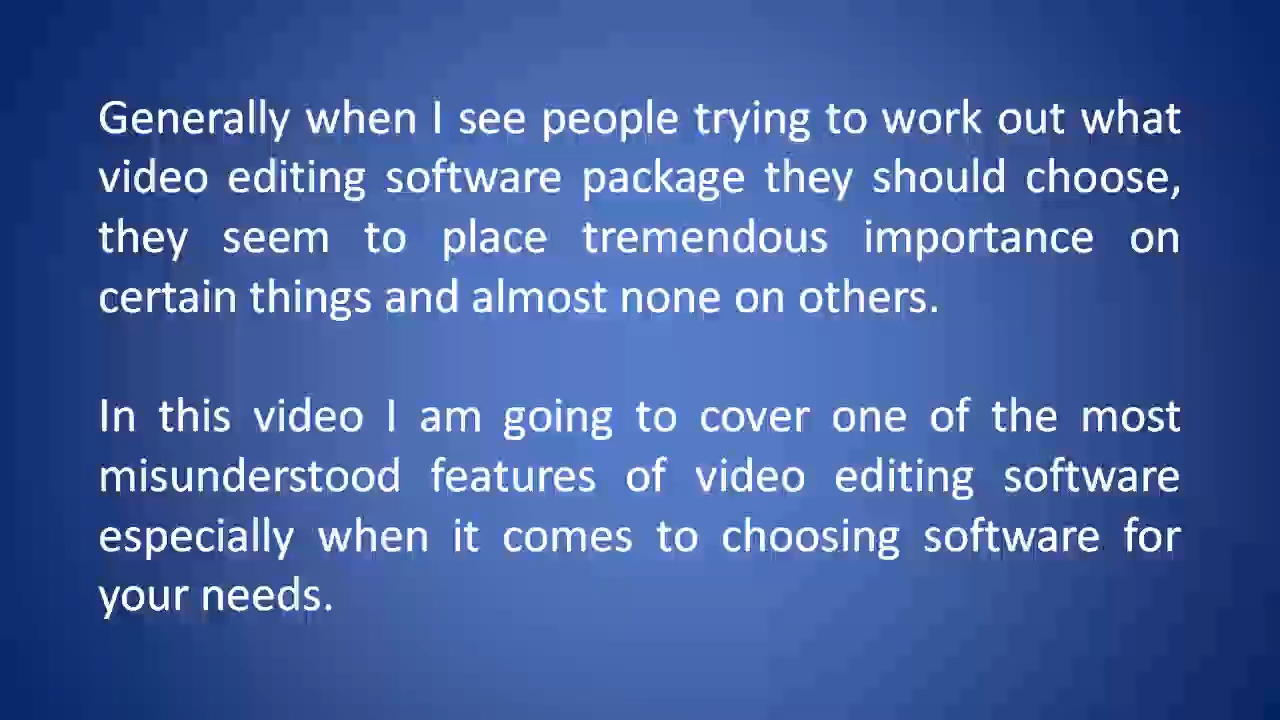 Generally when I see people trying to work out what
video editing software package they should choose,
they seem to place tremendous importance on
certain things and almost none on others.
In this video I am going to cover one of the most
misunderstood features of video editing software
especially when it comes to choosing software for
your needs.